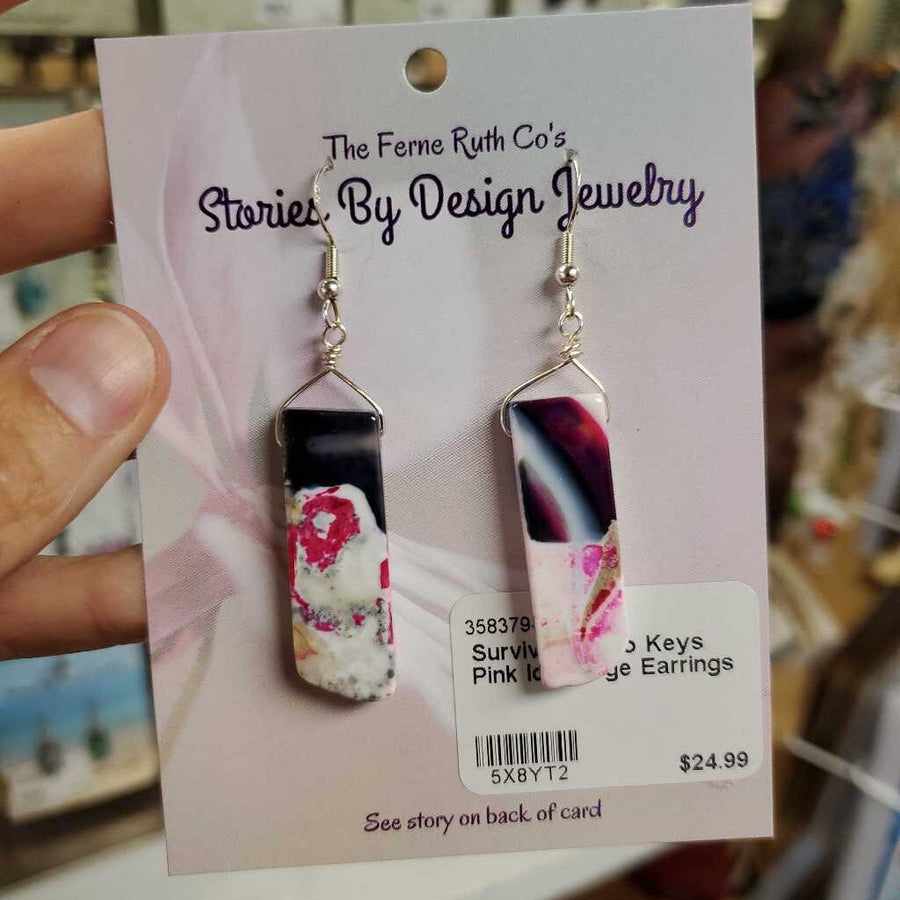 The Ferne Ruth Co's
Stories By Design Jewelry
358379
Keys
Pink Earrings
5X8YT2
$24.99
See story on back of card